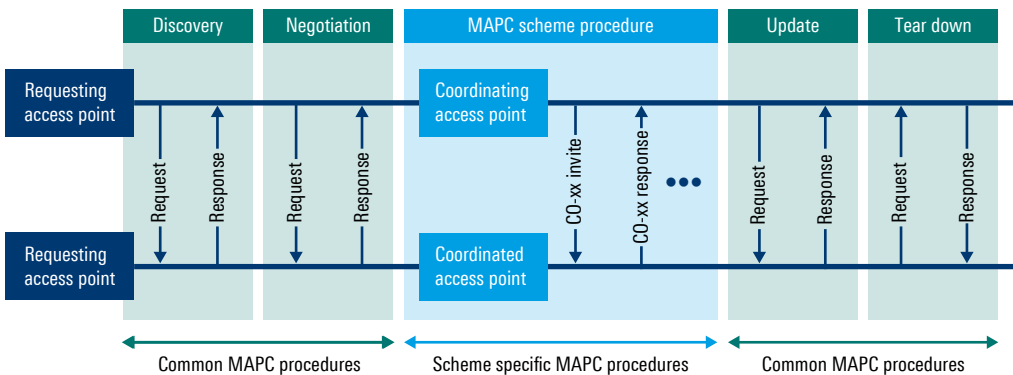 Discovery
Negotiation
MAPC scheme procedure
Update
Tear down
Requesting
access point
Coordinating
access point
Request
Response
Request
Response
CO-xx invite
CO-xx response
•••
Request
Response
Request
Response
Requesting
access point
Coordinated
access point
Common MAPC procedures
Scheme specific MAPC procedures
Common MAPC procedures